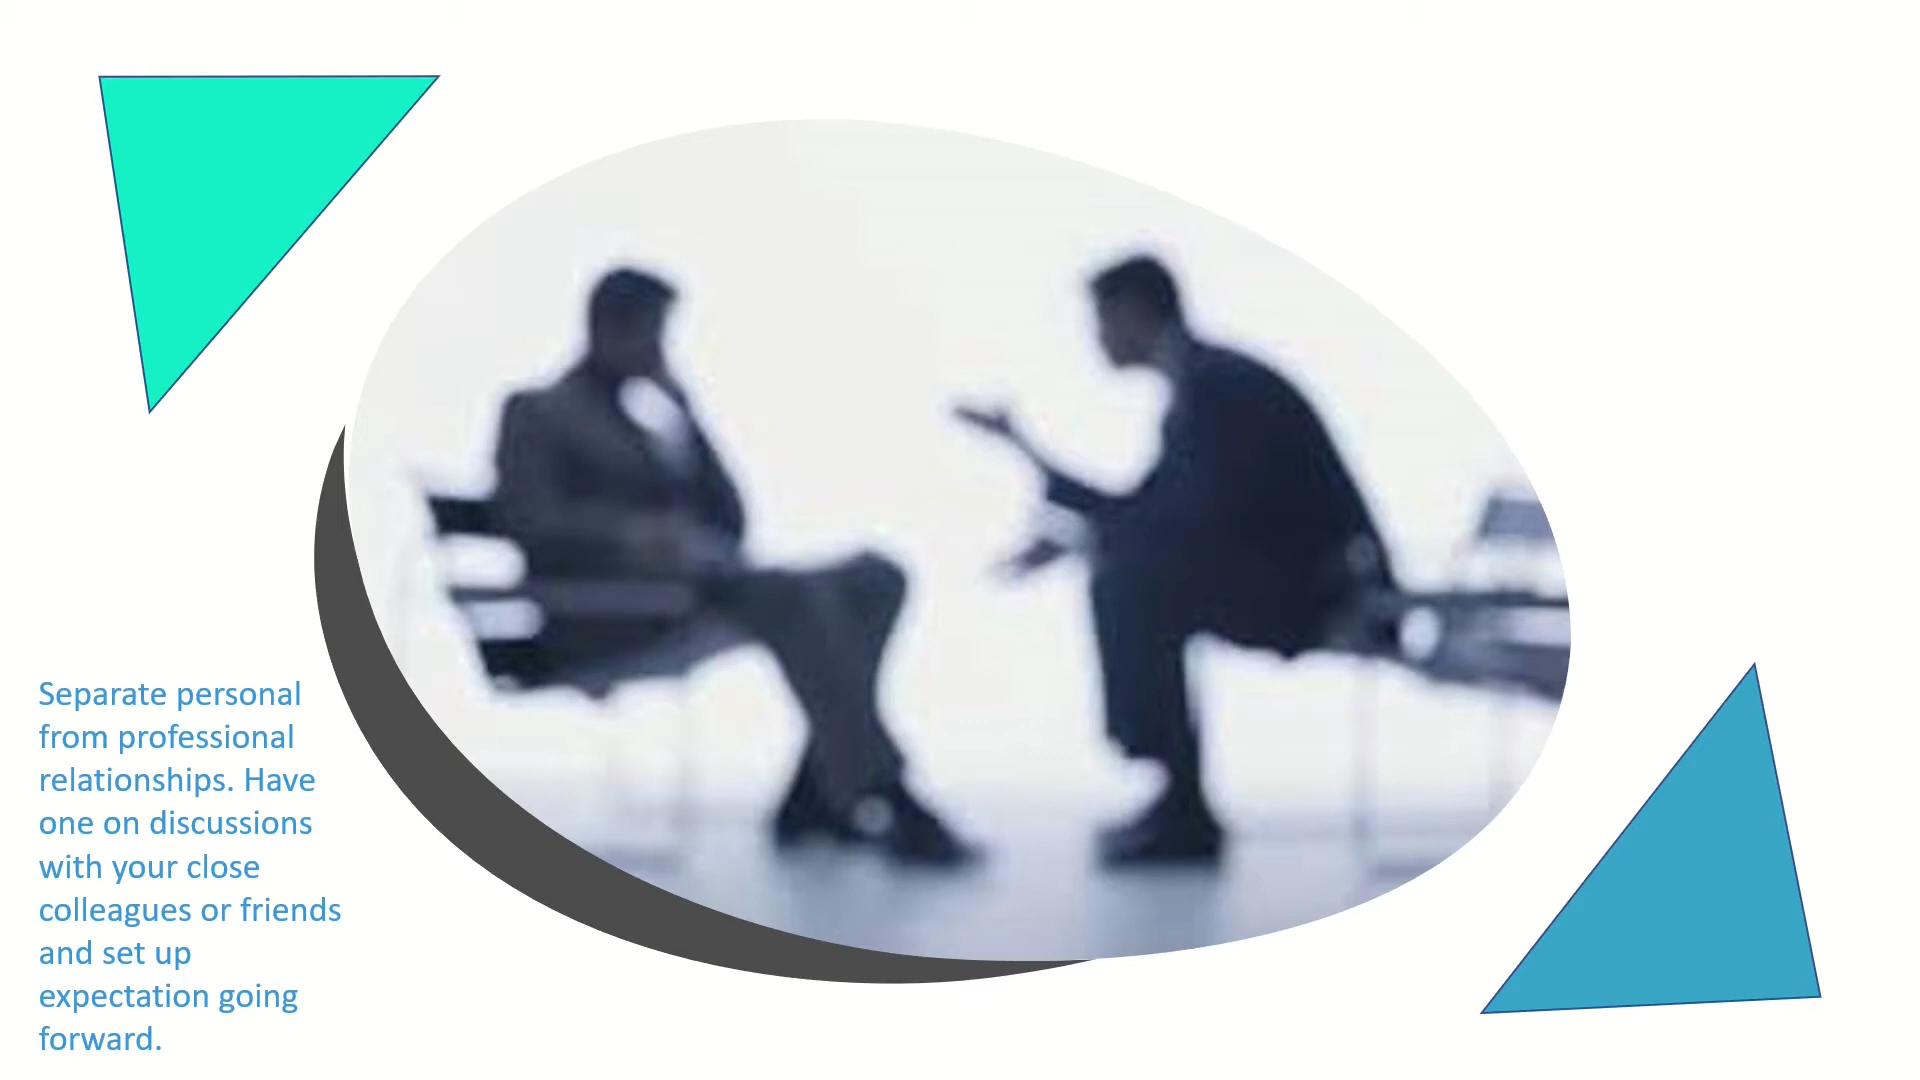 Separate personal
from professional
relationships. Have
one on discussions
with your close
colleagues or friends
and set up
expectation going
forward.